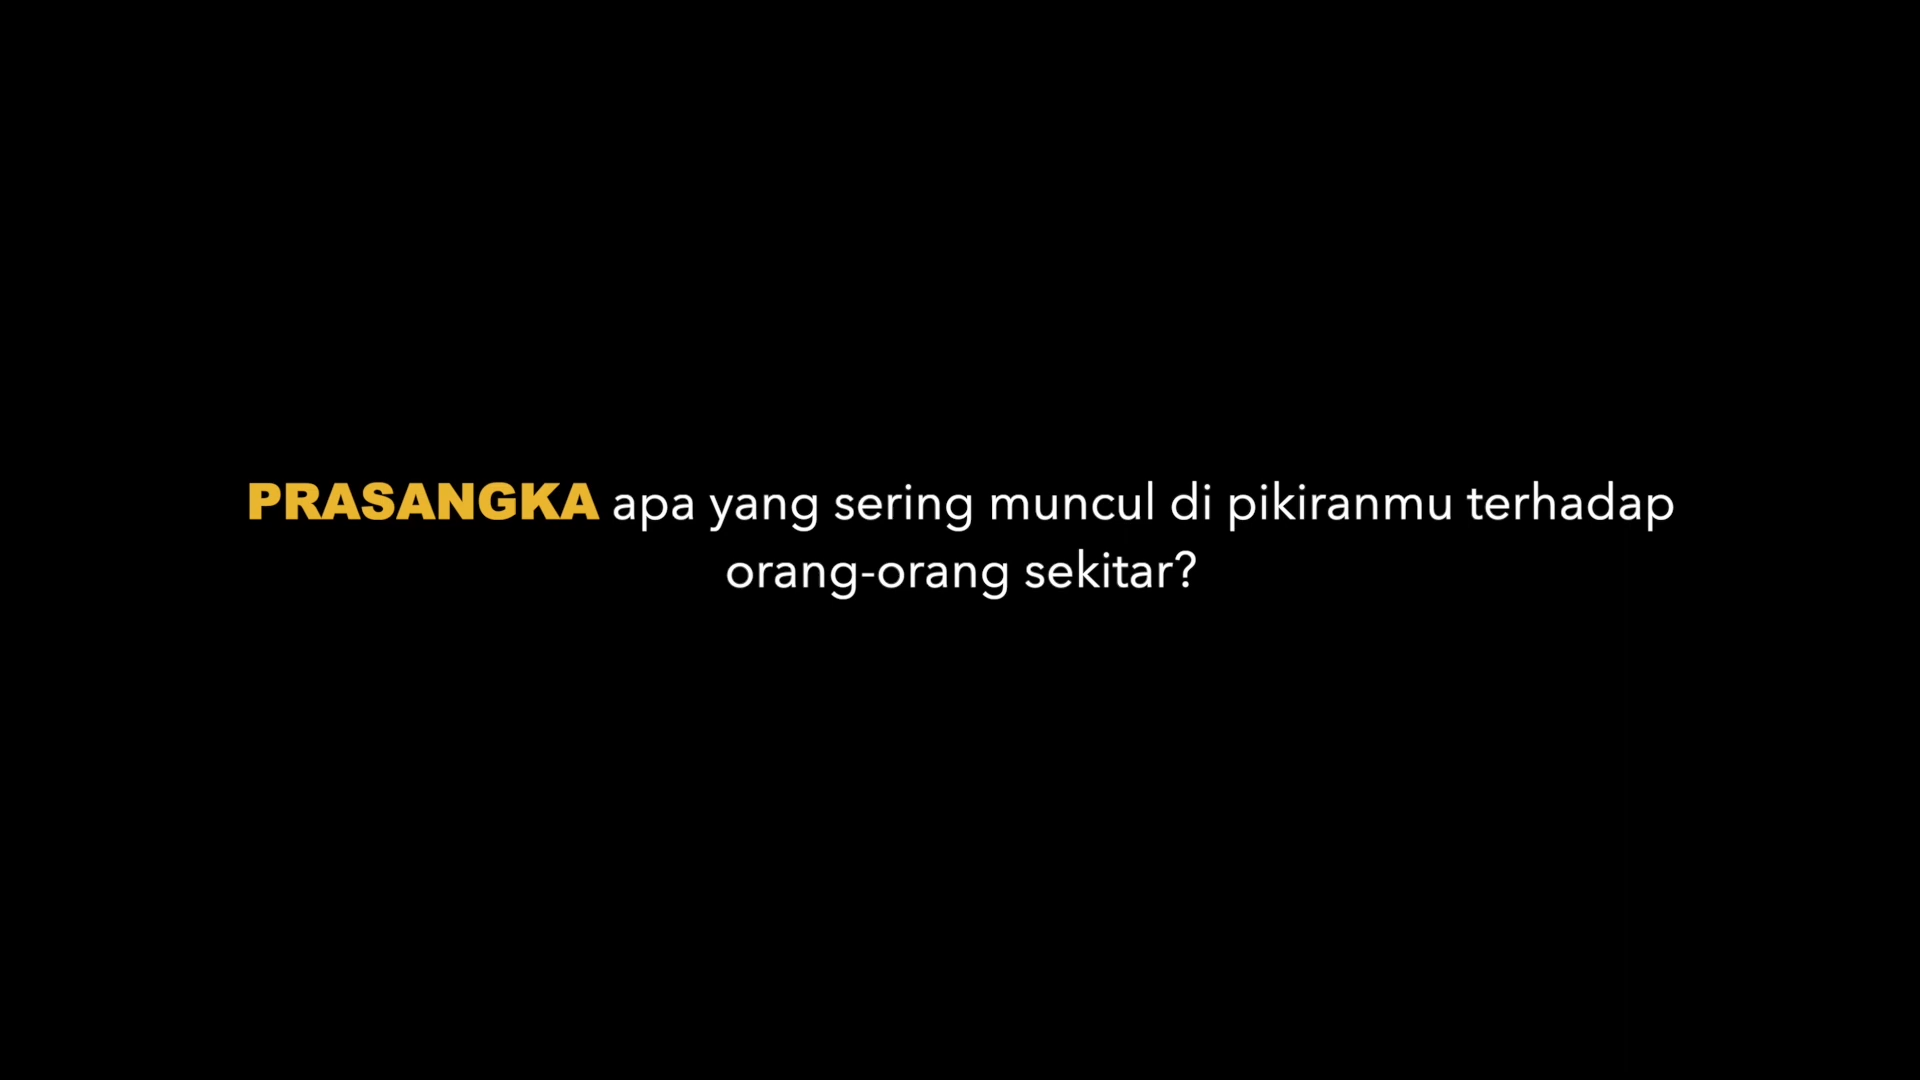 PRASANGKA apa yang sering muncul di pikiranmu terhadap
orang-orang sekitar?